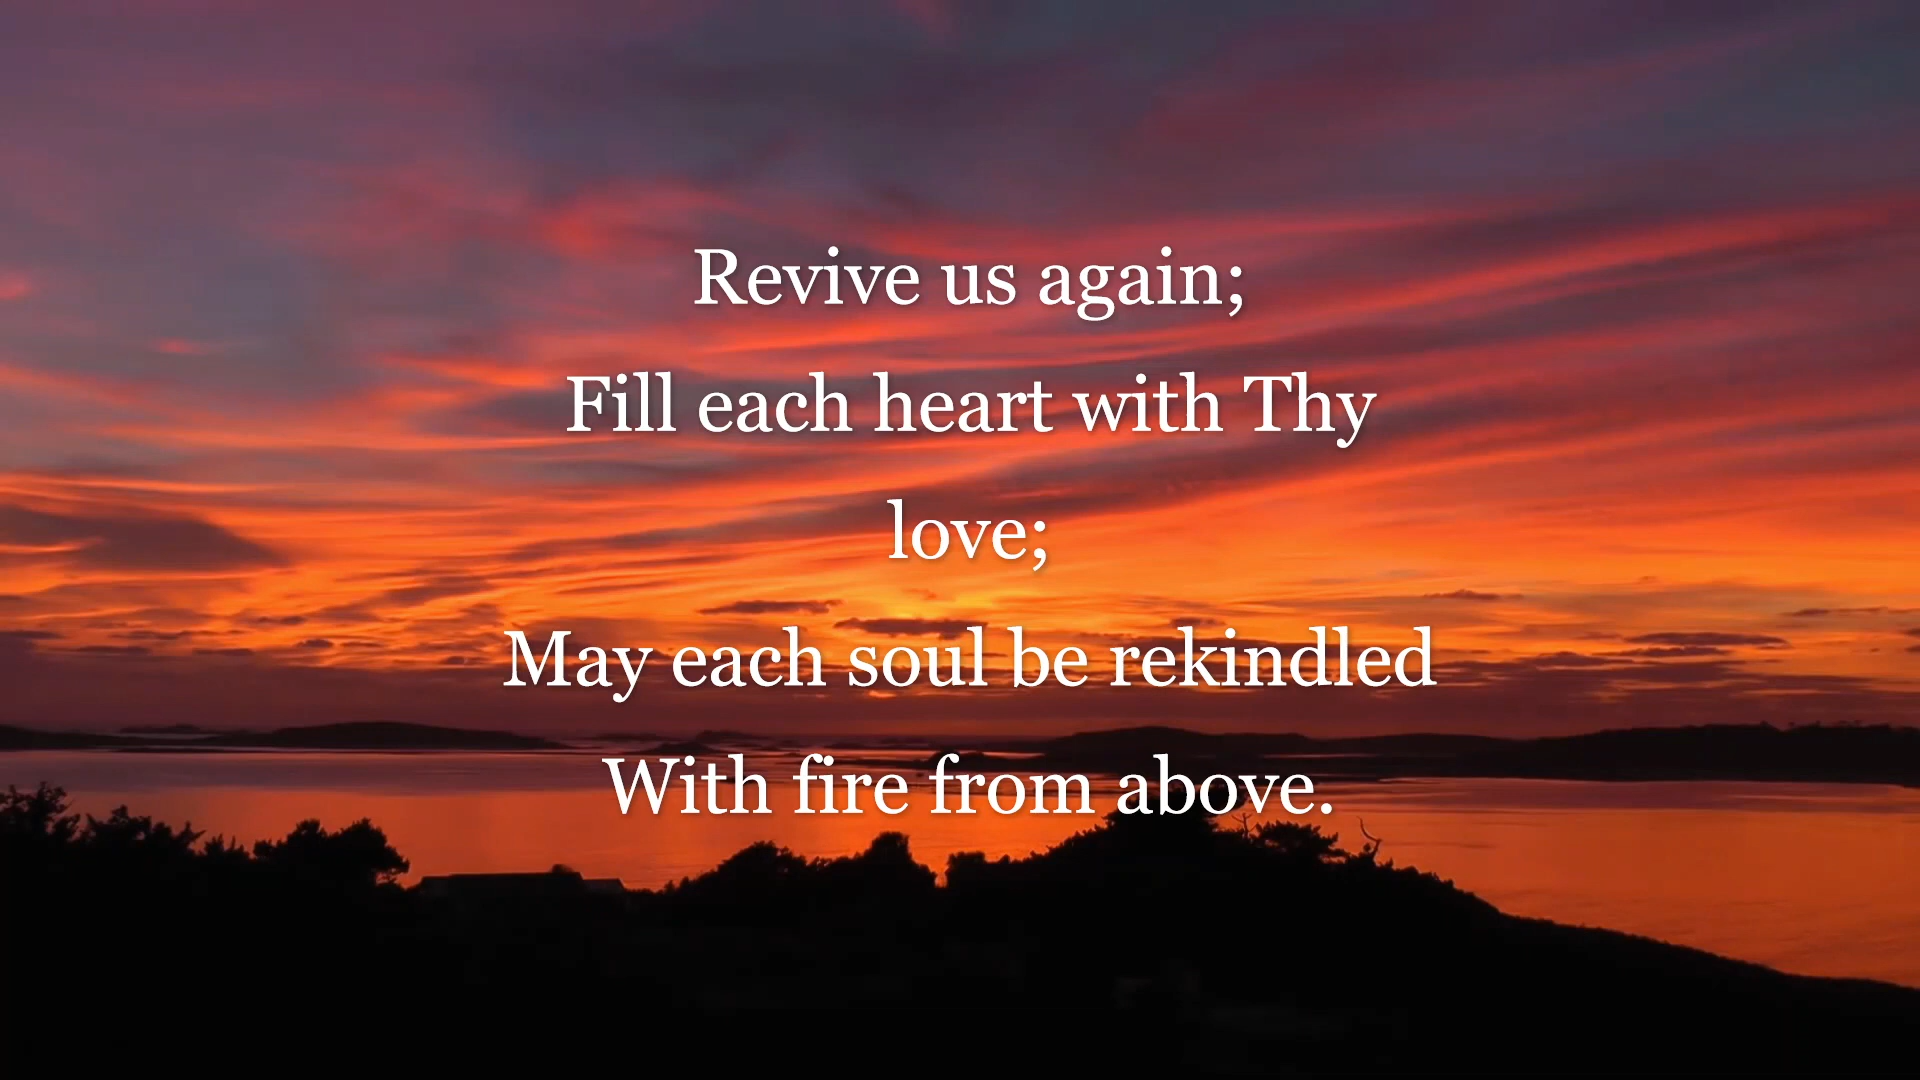 Revive us again;
Fill each heart with Thy
love;
May each soul be rekindled
With fire from above.